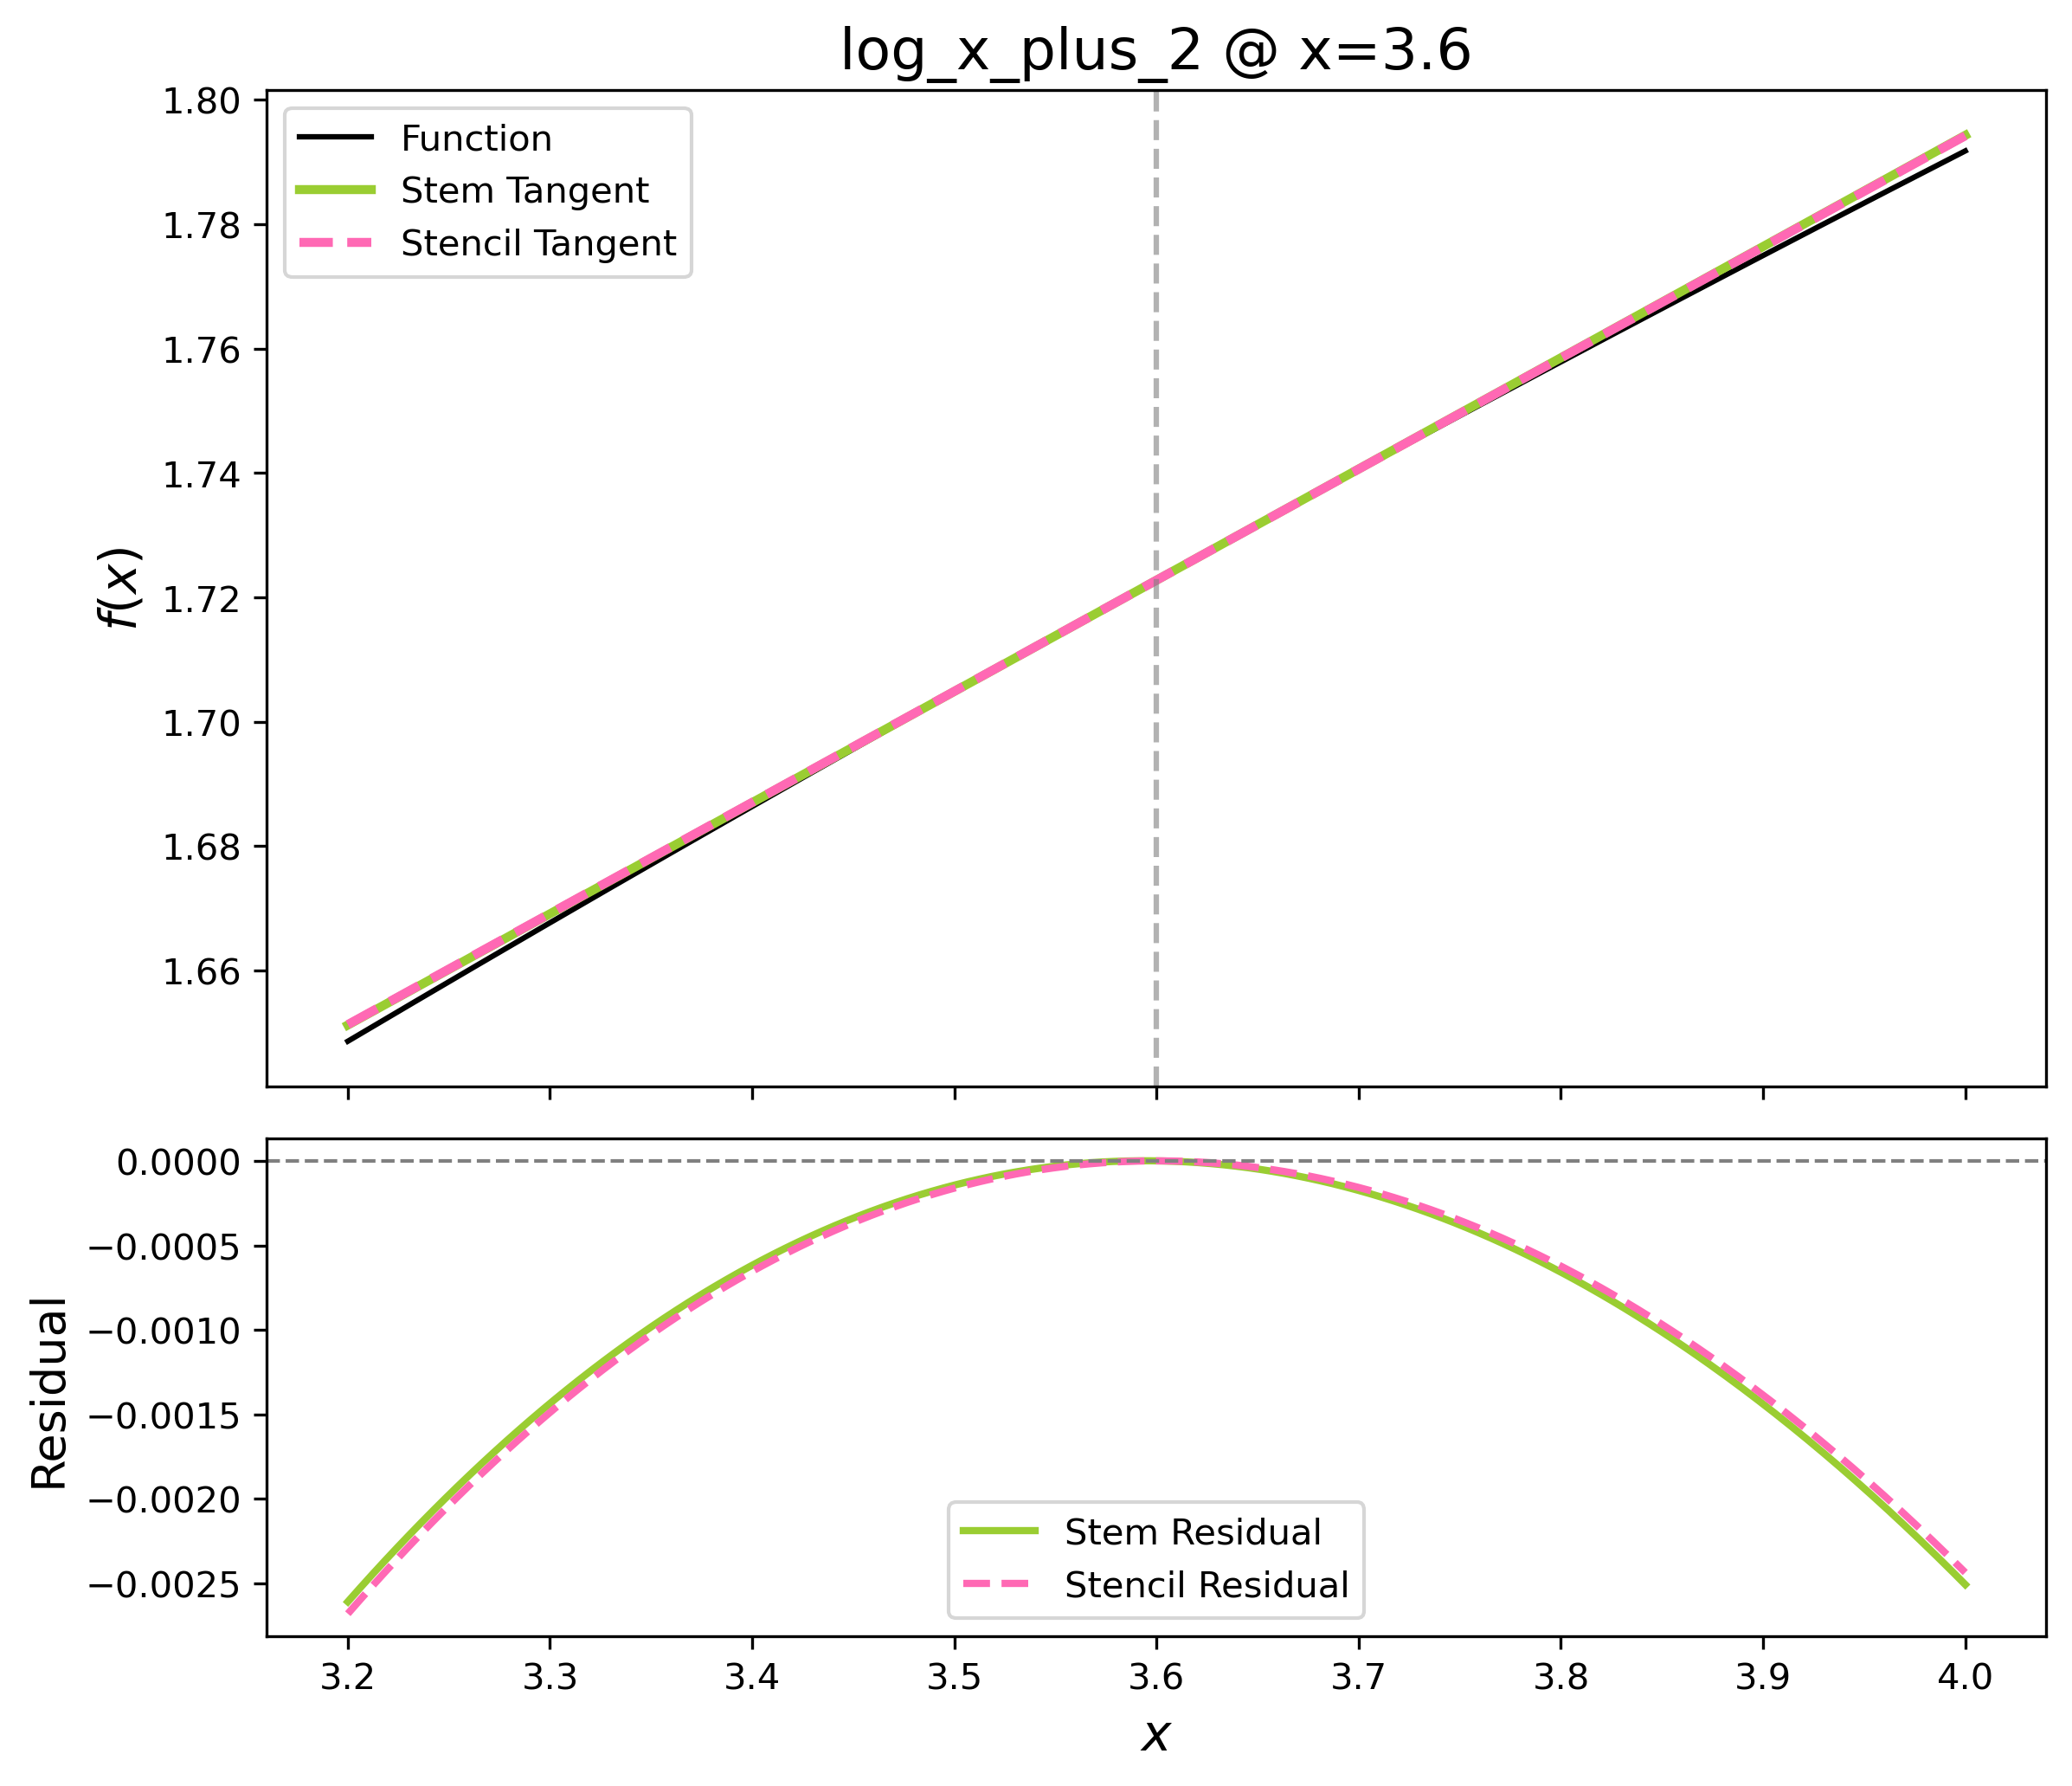 log_x_plus_2 @ x=3.6
1.80
1.78
1.76
1.74
1.72
1.70
1.68
1.66
f(x)
Function
Stem Tangent
Stencil Tangent
0.0000
−0.0005
−0.0010
−0.0015
−0.0020
−0.0025
Residual
Stem Residual
Stencil Residual
3.2 3.3 3.4 3.5 3.6 3.7 3.8 3.9 4.0
x